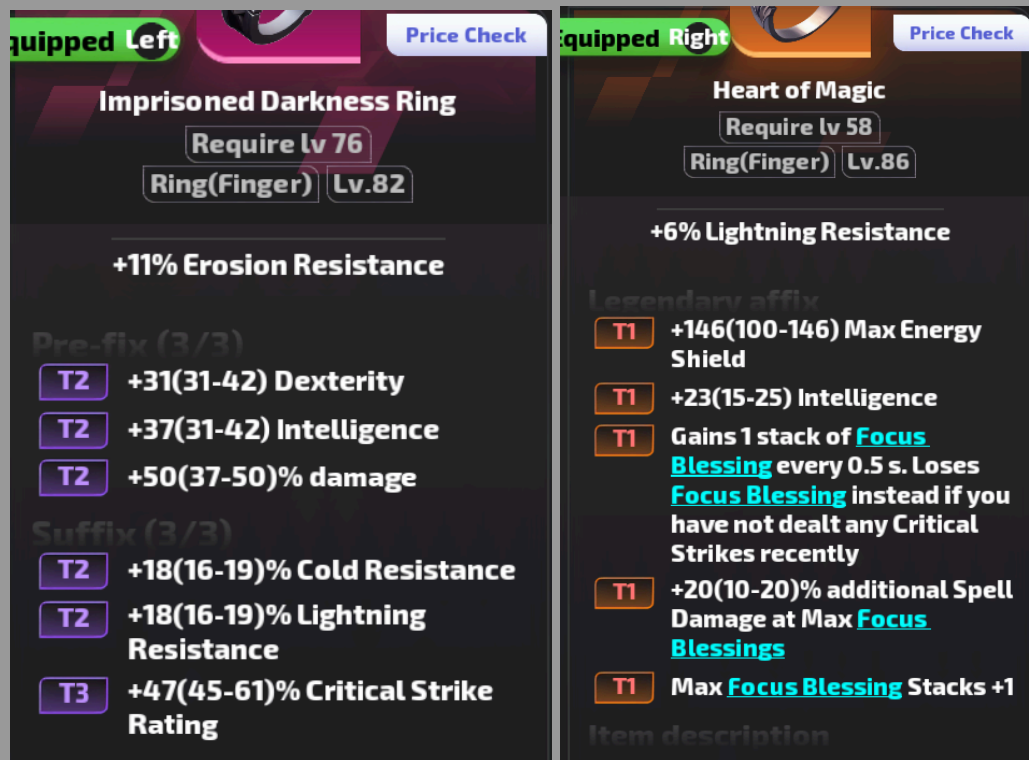 quipped Left
Price Check
Imprisoned Darkness Ring
Require lv 76
Ring(Finger) Lv.82
+11% Erosion Resistance
Pre-fix (3/3)
T2 +31(31-42) Dexterity
T2 +37(31-42) Intelligence
T2 +50(37-50)% damage
Suffix (3/3)
T2 +18(16-19)% Cold Resistance
T2 +18(16-19)% Lightning
Resistance
T3 +47(45-61)% Critical Strike
Rating
Equipped Right
Price Check
Heart of Magic
Require lv 58
Ring(Finger) Lv.86
+6% Lightning Resistance
Legendary affix
T1 +146(100-146) Max Energy
Shield
T1 +23(15-25) Intelligence
T1 Gains 1 stack of Focus
Blessing every 0.5 s. Loses
Focus Blessing instead if you
have not dealt any Critical
Strikes recently
T1 +20(10-20)% additional Spell
Damage at Max Focus
Blessings
T1 Max Focus Blessing Stacks +1
Item description